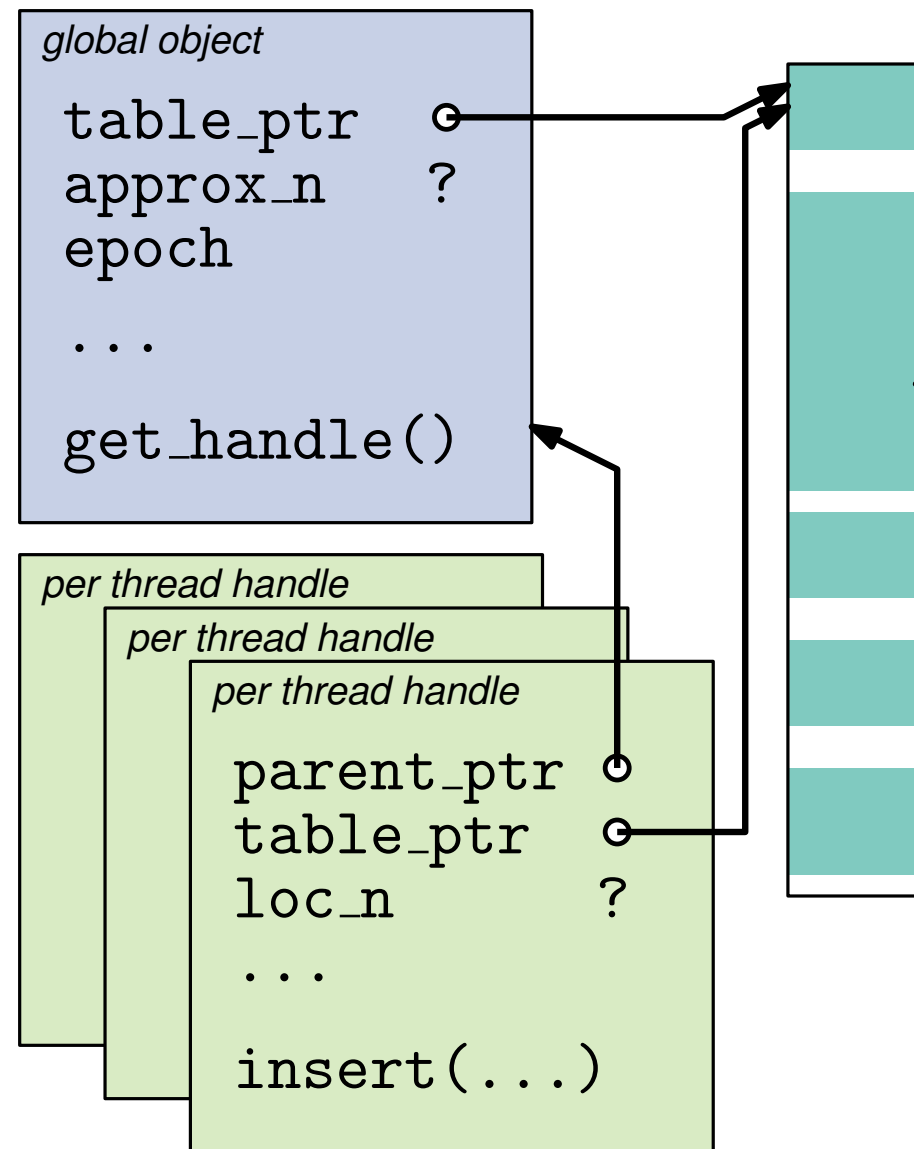 global object
table_ptr
approx_n ?
epoch
...
get_handle()
per thread handle
per thread handle
per thread handle
parent_ptr
table_ptr
loc_n ?
...
insert(...)